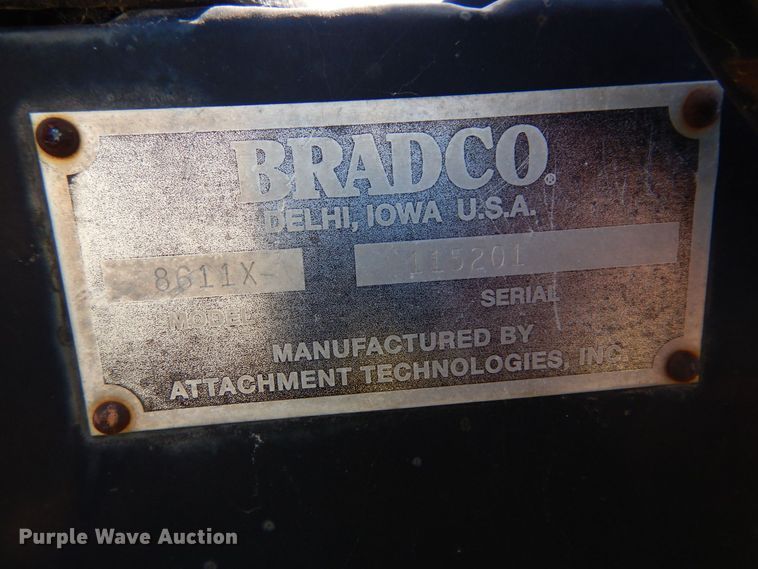 BRADCO®
DELHI, IOWA U.S.A.
8611X- 115201
MODEL SERIAL
MANUFACTURED BY
ATTACHMENT TECHNOLOGIES, INC.
Purple Wave Auction